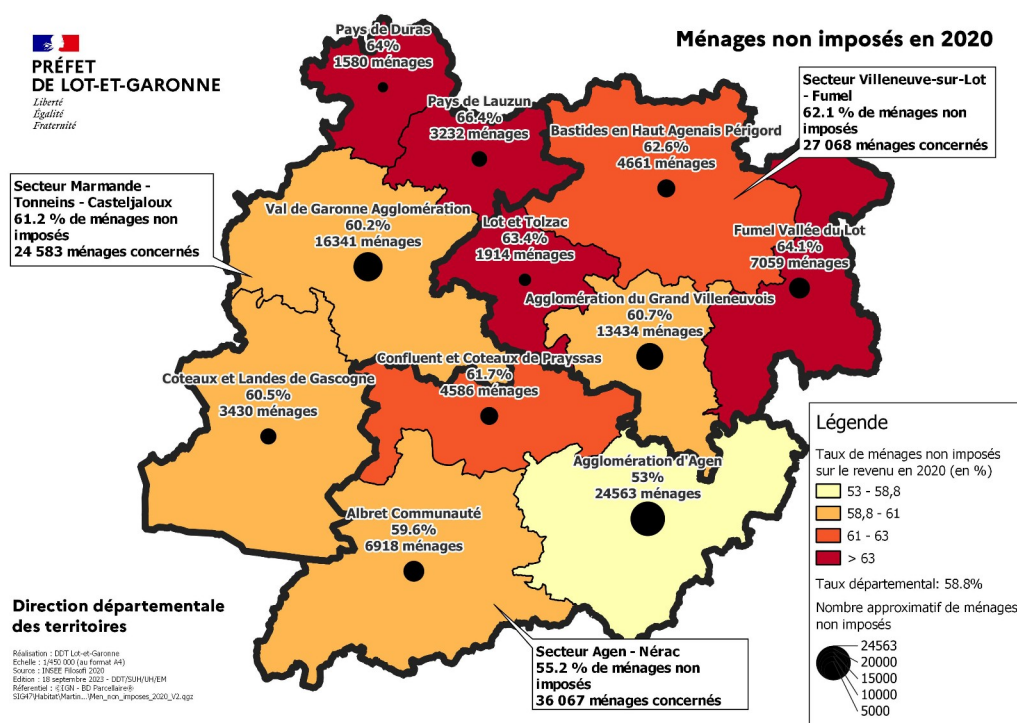 PRÉFET
DE LOT-ET-GARONNE
Liberté
Égalité
Fraternité
Ménages non imposés en 2020
Pays de Duras
64%
1580 ménages
Pays de Lauzun
66.4%
3232 ménages
Bastides en Haut Agenais Périgord
62.6%
4661 ménages
Secteur Villeneuve-sur-Lot
- Fumel
62.1 % de ménages non
imposés
27 068 ménages concernés
Secteur Marmande -
Tonneins - Casteljaloux
61.2 % de ménages non
imposés
24 583 ménages concernés
Val de Garonne Agglomération
60.2%
16341 ménages
Lot et Tolzac
63.4%
1914 ménages
Fumel Vallée du Lot
64.1%
7059 ménages
Agglomération du Grand Villeneuvois
60.7%
13434 ménages
Confluent et Coteaux de Prayssas
61.7%
4586 ménages
Coteaux et Landes de Gascogne
60.5%
3430 ménages
Agglomération d'Agen
53%
24563 ménages
Albret Communauté
59.6%
6918 ménages
Secteur Agen - Nérac
55.2 % de ménages non
imposés
36 067 ménages concernés
Légende
Taux de ménages non imposés
sur le revenu en 2020 (en %)
53 - 58,8
58,8 - 61
61 - 63
> 63
Taux départemental: 58.8%
Nombre approximatif de ménages
non imposés
24563
20000
15000
10000
5000
Direction départementale
des territoires
Réalisation : DDT Lot-et-Garonne
Echelle : 1/450 000 (au format A4)
Source : INSEE Filosofi 2020
Edition : 18 septembre 2023 - DDT/SUH/UH/EM
Réferentiel : ©IGN - BD Parcellaire®
SIG47\Habitat\Martin...\Men_non_imposes_2020_V2.qgz